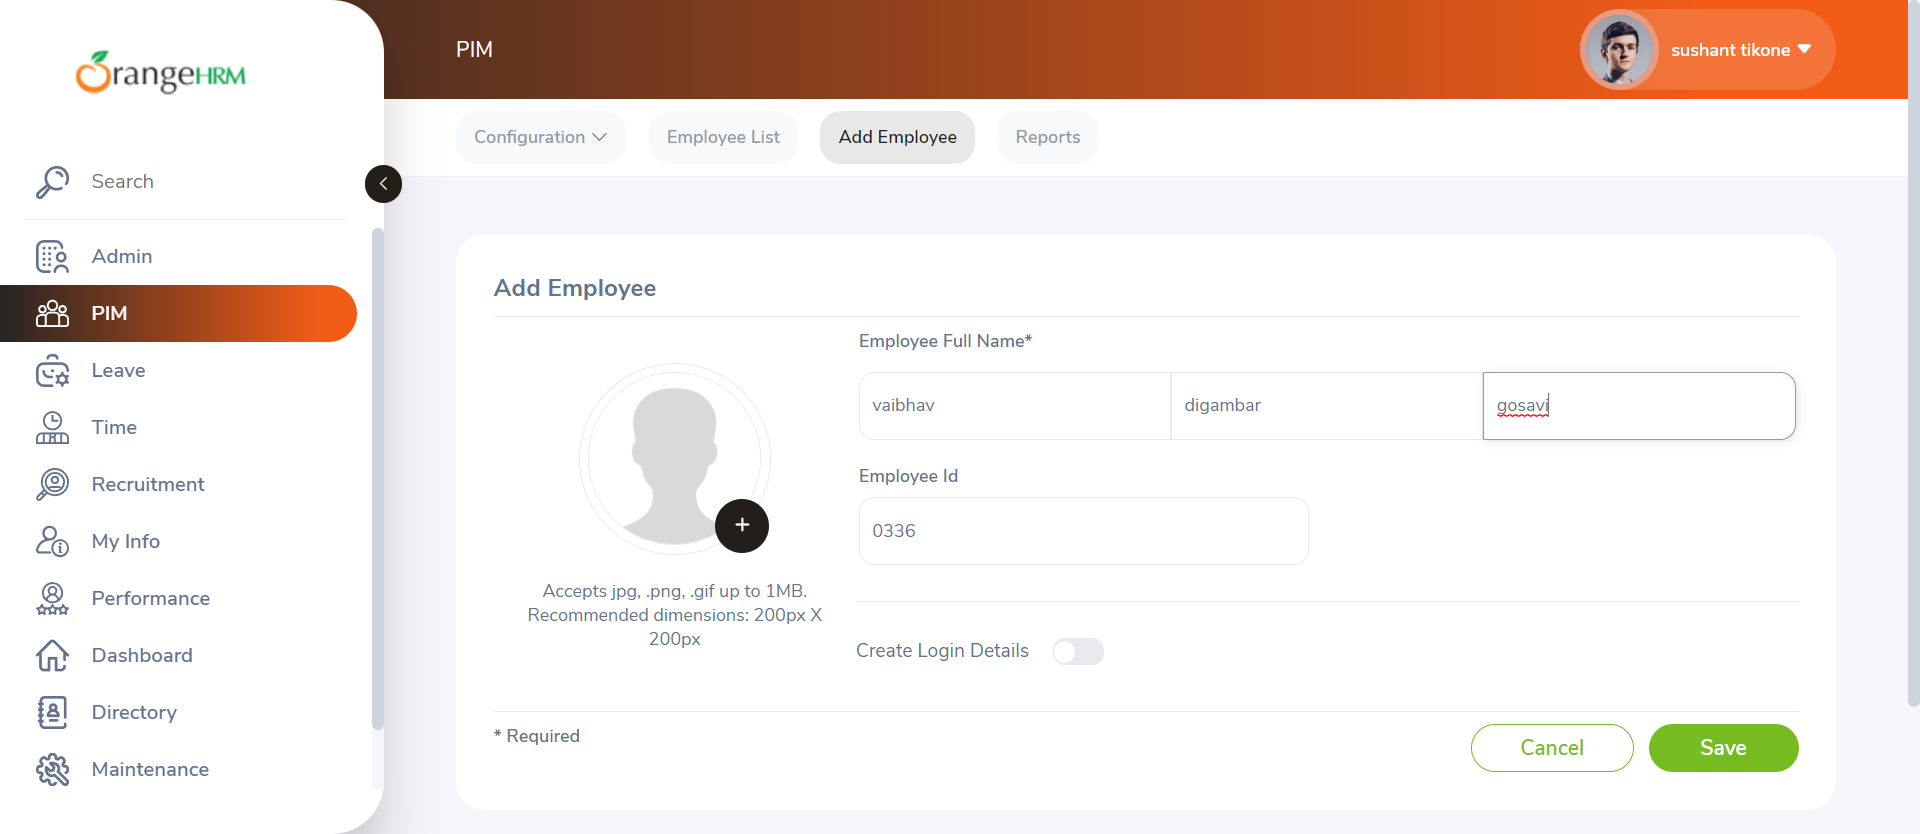 OrangeHRM
Search
Admin
PIM
Leave
Time
Recruitment
My Info
Performance
Dashboard
Directory
Maintenance
PIM
sushant tikone
Configuration
Employee List
Add Employee
Reports
Add Employee
Accepts jpg, .png, .gif up to 1MB.
Recommended dimensions: 200px X
200px
Employee Full Name*
vaibhav
digambar
gosavi
Employee Id
0336
Create Login Details
* Required
Cancel
Save